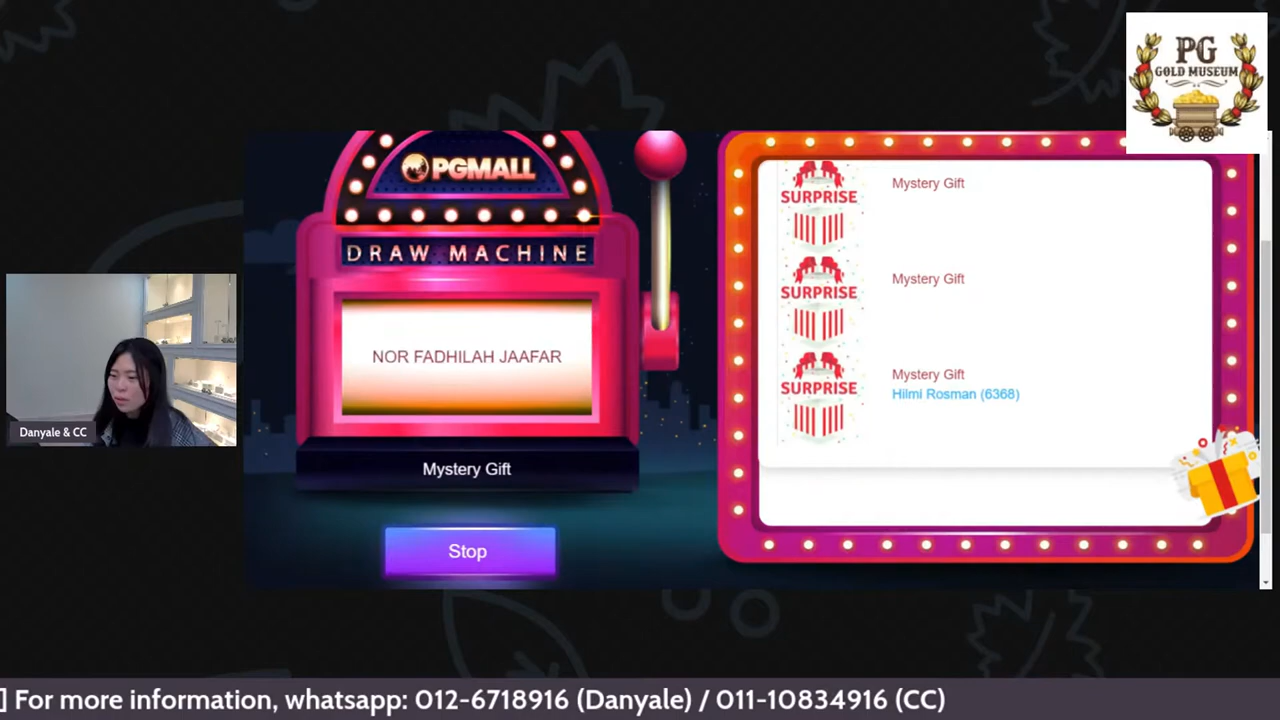 PG
GOLD MUSEUM
PGMALL
DRAW MACHINE
NOR FADHILAH JAAFAR
Mystery Gift
Stop
SURPRISE
Mystery Gift
SURPRISE
Mystery Gift
SURPRISE
Mystery Gift
Hilmi Rosman (6368)
Danyale & CC
] For more information, whatsapp: 012-6718916 (Danyale) / 011-10834916 (CC)